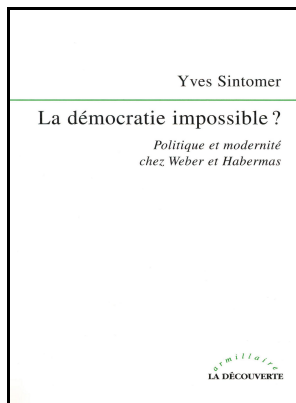 Yves Sintomer
La démocratie impossible ?
Politique et modernité
chez Weber et Habermas
armillaire
LA DÉCOUVERTE